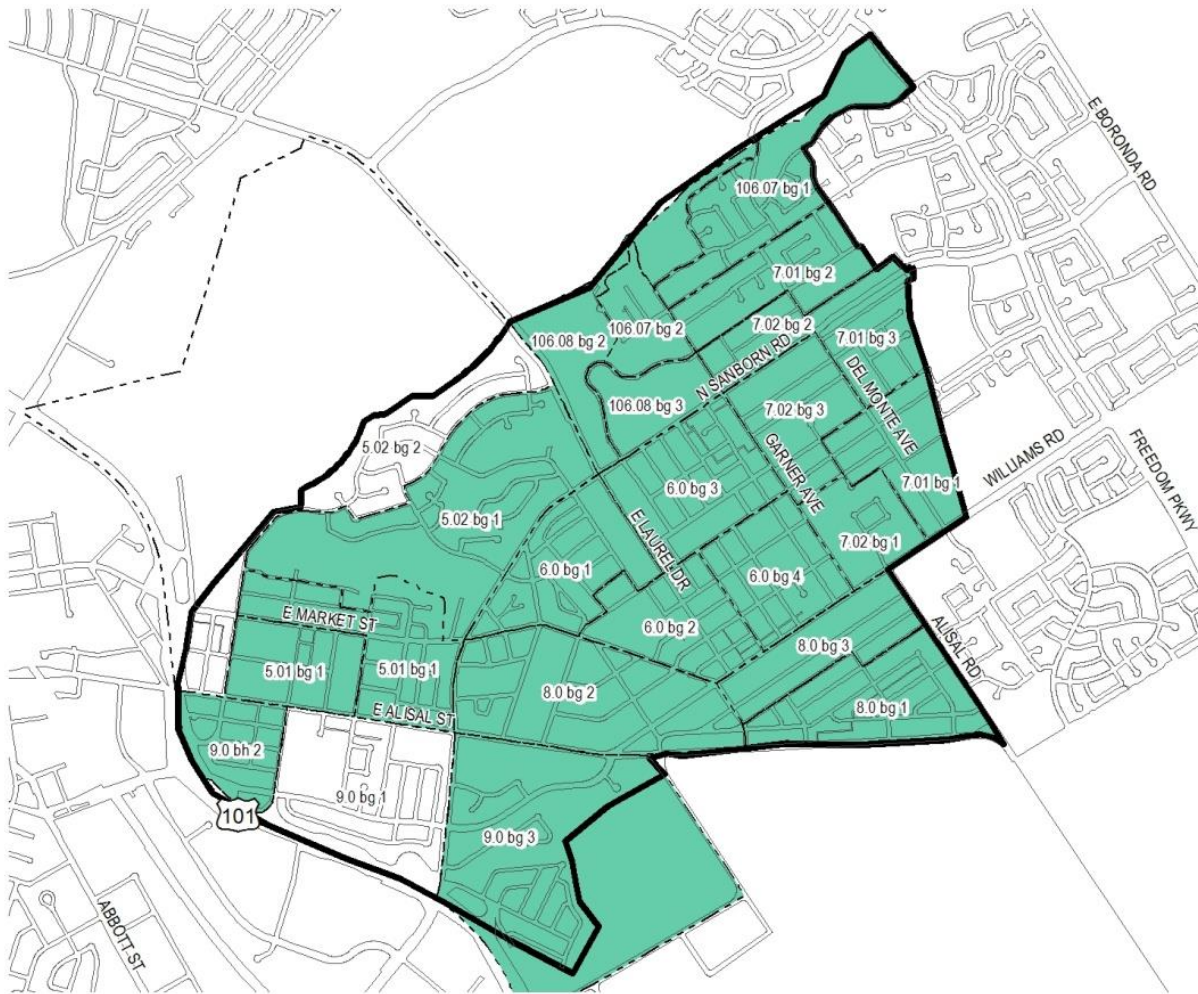 E BORONDA RD
106.07 bg 1
7.01 bg 2
106.08 bg 2
106.07 bg 2
7.02 bg 2
7.01 bg 3
N SANBORN RD
DEL MONTE AVE
106.08 bg 3
7.02 bg 3
5.02 bg 2
GARNER AVE
WILLIAMS RD
FREEDOM PKWY
6.0 bg 3
7.01 bg 1
5.02 bg 1
E LAUREL DR
7.02 bg 1
6.0 bg 1
6.0 bg 4
E MARKET ST
6.0 bg 2
ALISAL RD
8.0 bg 3
5.01 bg 1
5.01 bg 1
8.0 bg 2
E ALISAL ST
8.0 bg 1
9.0 bh 2
9.0 bg 1
101
9.0 bg 3
ABBOTT ST